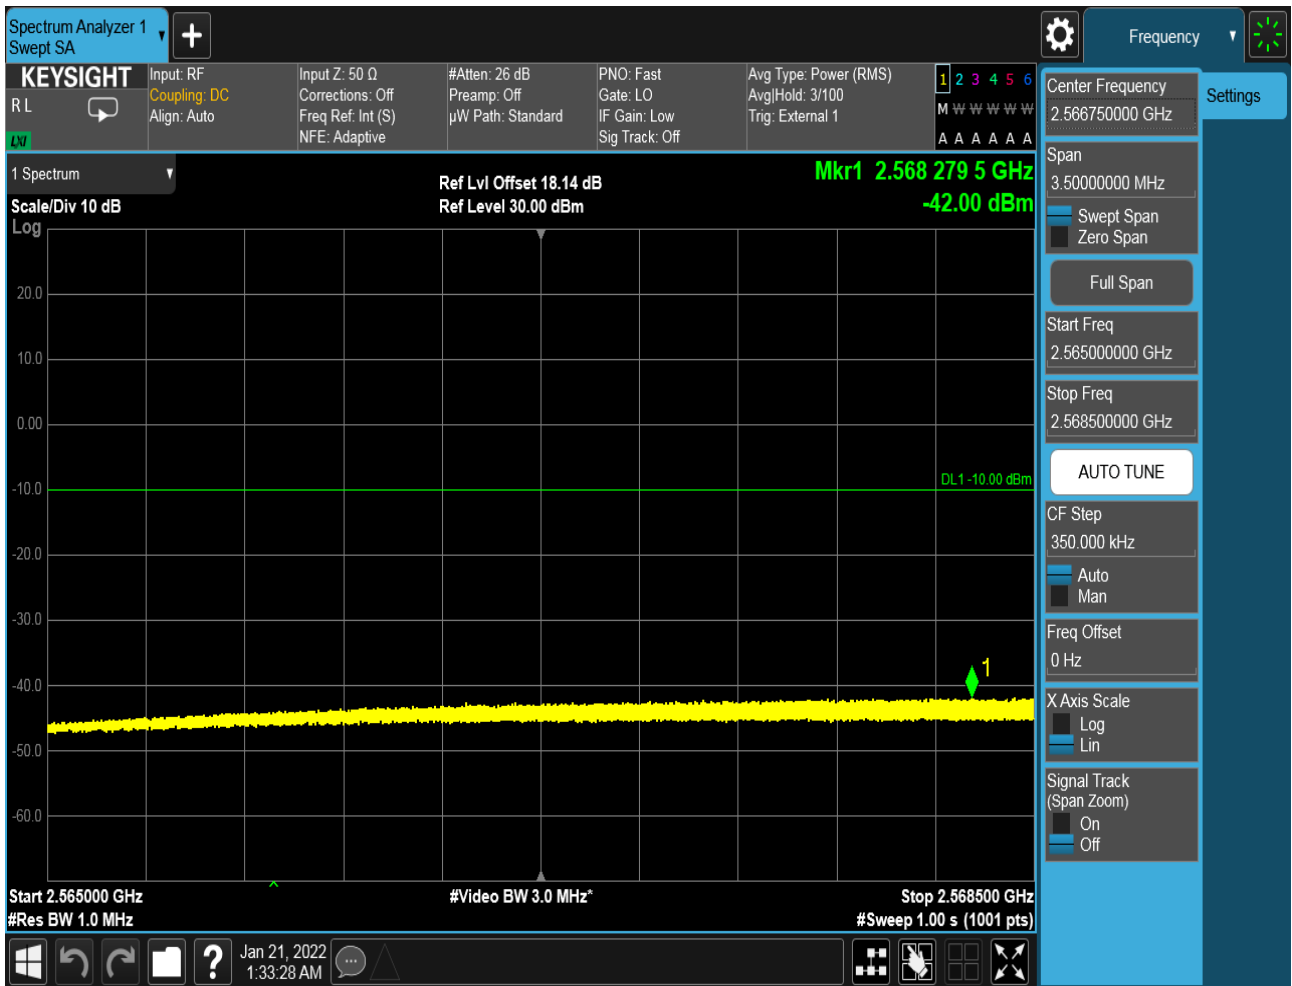 Spectrum Analyzer 1
Swept SA
Frequency
KEYSIGHT
R L
LXI
Input: RF
Coupling: DC
Align: Auto
Input Z: 50 Ω
Corrections: Off
Freq Ref: Int (S)
NFE: Adaptive
#Atten: 26 dB
Preamp: Off
µW Path: Standard
PNO: Fast
Gate: LO
IF Gain: Low
Sig Track: Off
Avg Type: Power (RMS)
Avg|Hold: 3/100
Trig: External 1
1 2 3 4 5 6
M W W W W W
A A A A A A
1 Spectrum
Scale/Div 10 dB
Log
Ref Lvl Offset 18.14 dB
Ref Level 30.00 dBm
Mkr1 2.568 279 5 GHz
-42.00 dBm
20.0
10.0
0.00
-10.0
DL1 -10.00 dBm
-20.0
-30.0
-40.0
1
-50.0
-60.0
Start 2.565000 GHz
#Res BW 1.0 MHz
#Video BW 3.0 MHz*
Stop 2.568500 GHz
#Sweep 1.00 s (1001 pts)
Jan 21, 2022
1:33:28 AM
Center Frequency
2.566750000 GHz
Span
3.50000000 MHz
Swept Span
Zero Span
Full Span
Start Freq
2.565000000 GHz
Stop Freq
2.568500000 GHz
AUTO TUNE
CF Step
350.000 kHz
Auto
Man
Freq Offset
0 Hz
X Axis Scale
Log
Lin
Signal Track
(Span Zoom)
On
Off
Settings